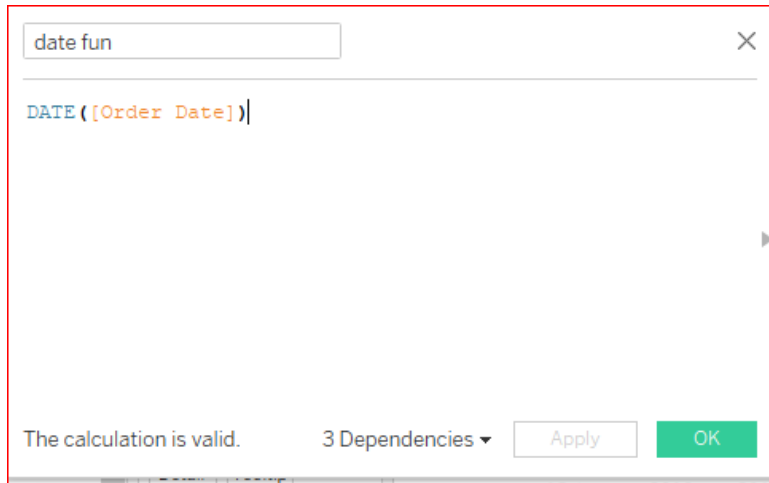 date fun
DATE([Order Date])
The calculation is valid. 3 Dependencies Apply OK